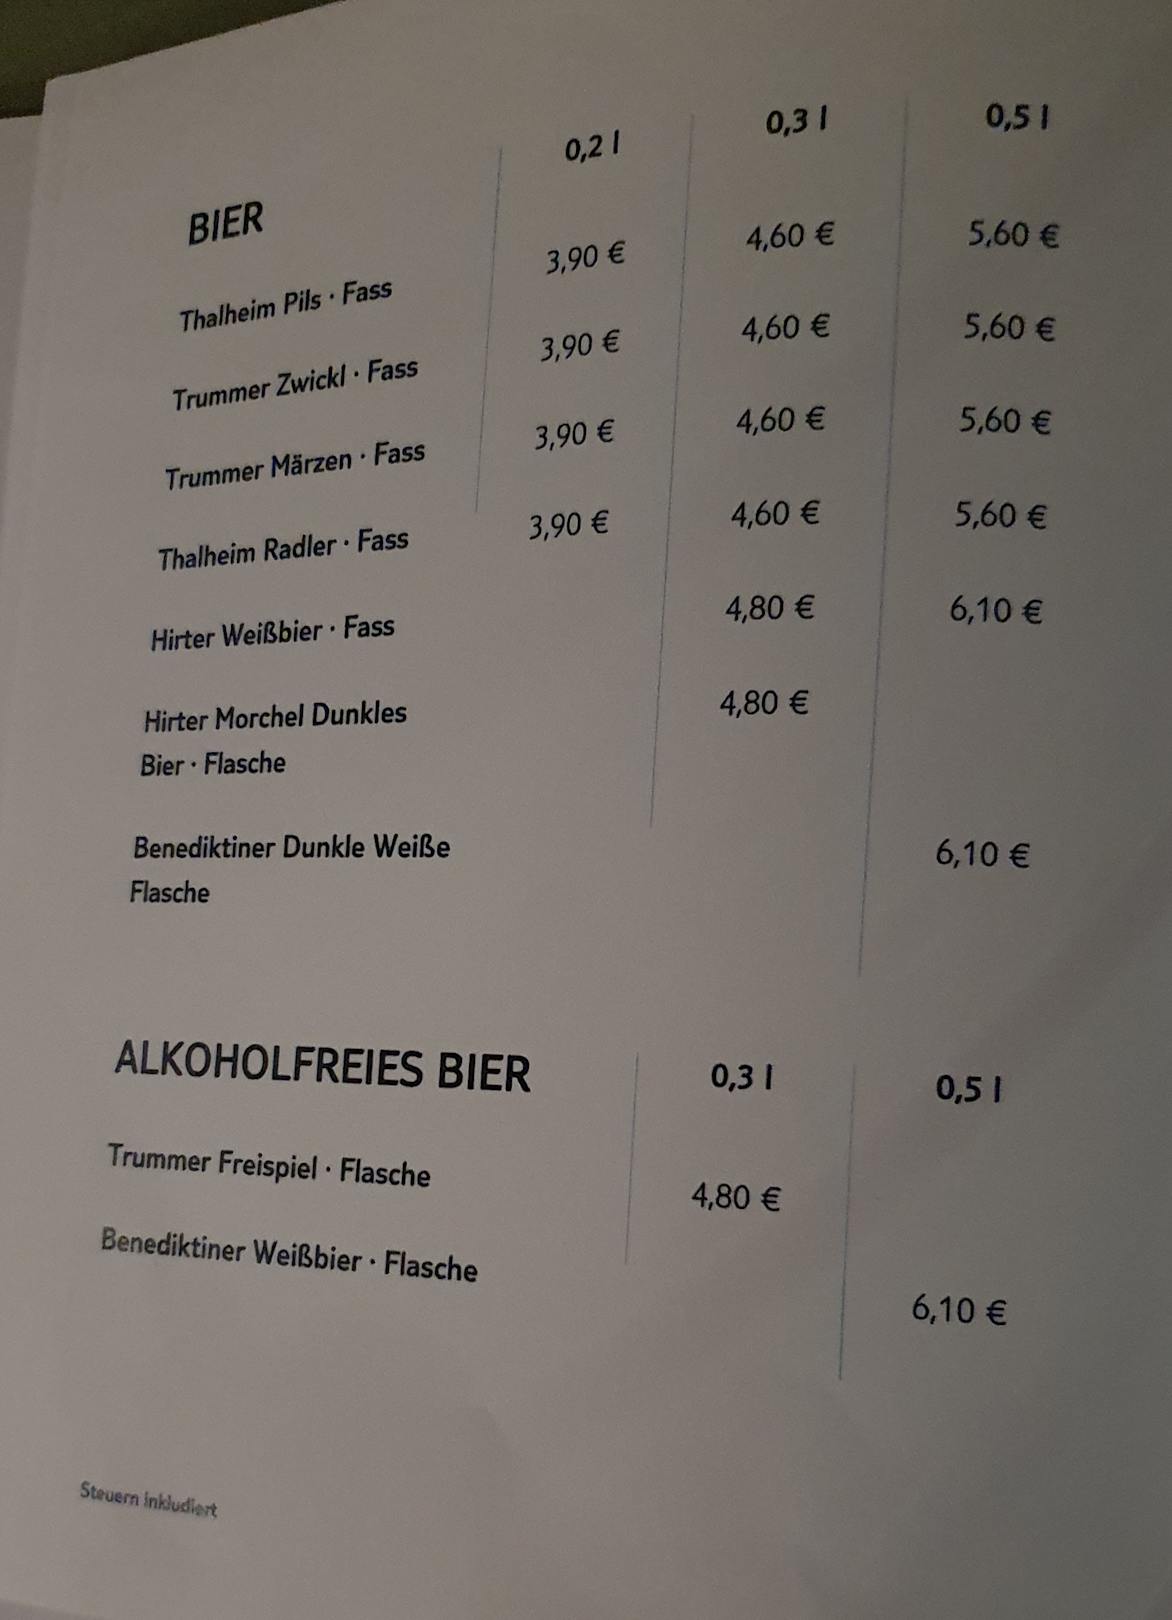 0,2 l 0,3 l 0,5 l
BIER
Thalheim Pils · Fass 3,90 € 4,60 € 5,60 €
Trummer Zwickl · Fass 3,90 € 4,60 € 5,60 €
Trummer Märzen · Fass 3,90 € 4,60 € 5,60 €
Thalheim Radler · Fass 3,90 € 4,60 € 5,60 €
Hirter Weißbier · Fass 4,80 € 6,10 €
Hirter Morchel Dunkles 4,80 €
Bier · Flasche
Benediktiner Dunkle Weiße 6,10 €
Flasche
ALKOHOLFREIES BIER 0,3 l 0,5 l
Trummer Freispiel · Flasche 4,80 €
Benediktiner Weißbier · Flasche 6,10 €
Steuern inkludiert